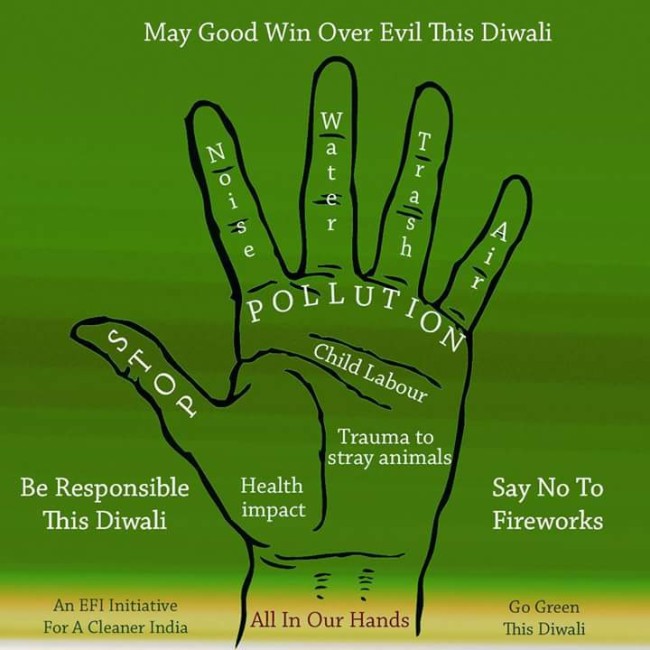 May Good Win Over Evil This Diwali
Noise
Water
Trash
Air
POLLUTION
STOP
Child Labour
Trauma to
stray animals
Health
impact
Be Responsible
This Diwali
Say No To
Fireworks
An EFI Initiative
For A Cleaner India
All In Our Hands
Go Green
This Diwali